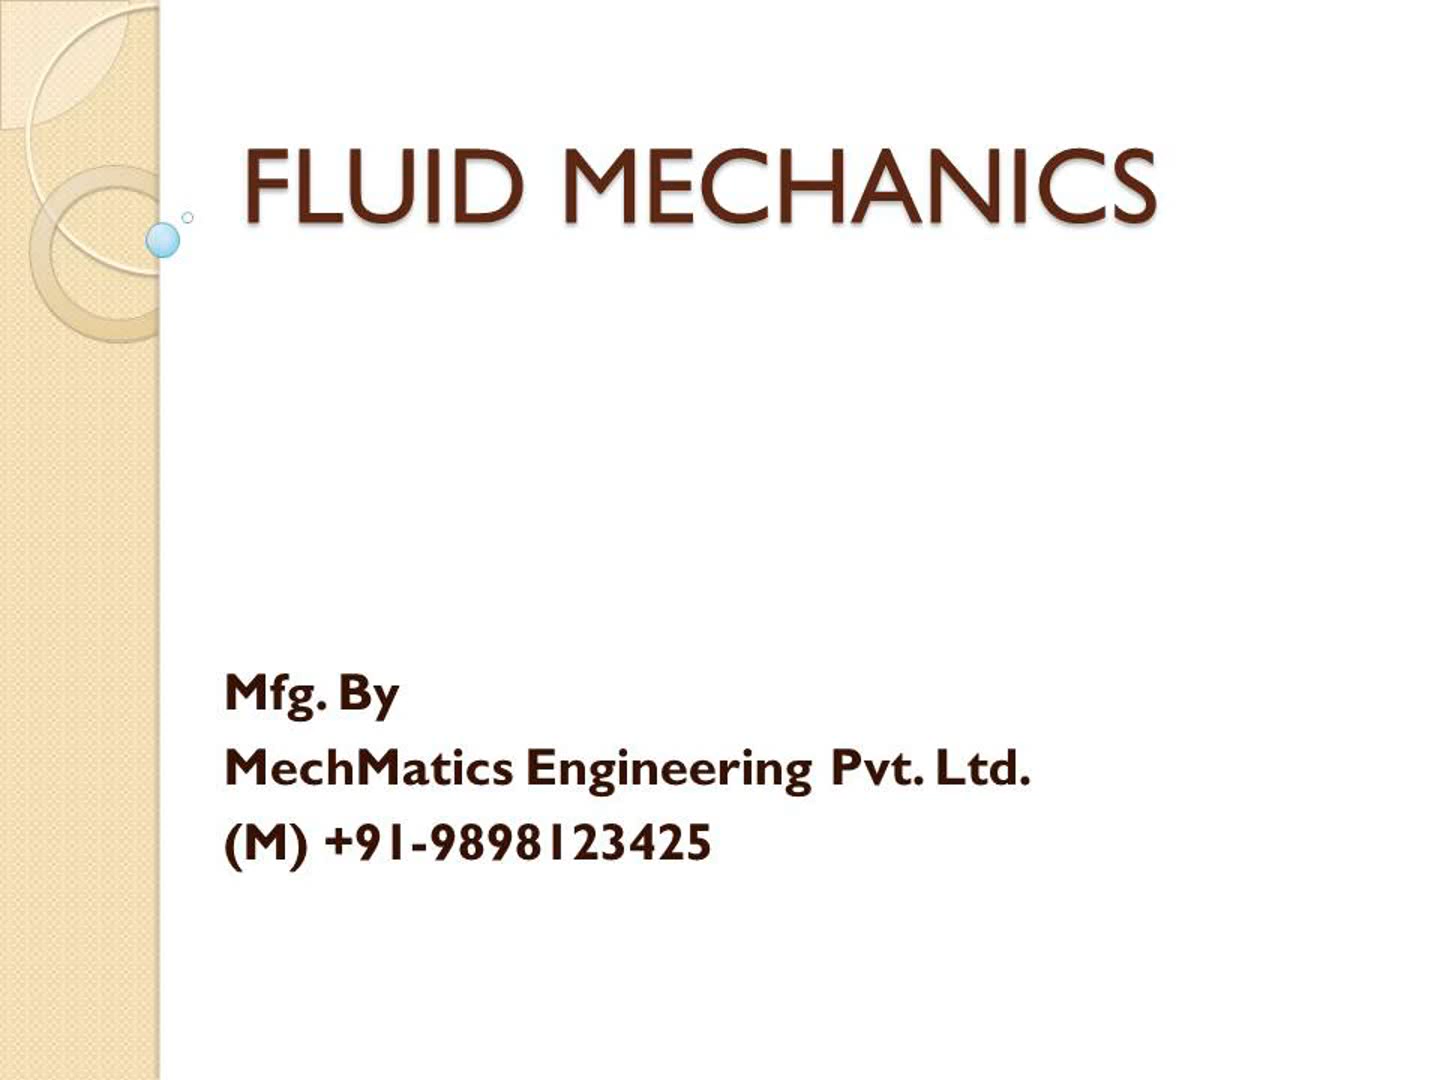 FLUID MECHANICS
Mfg. By
MechMatics Engineering Pvt. Ltd.
(M) +91-9898123425